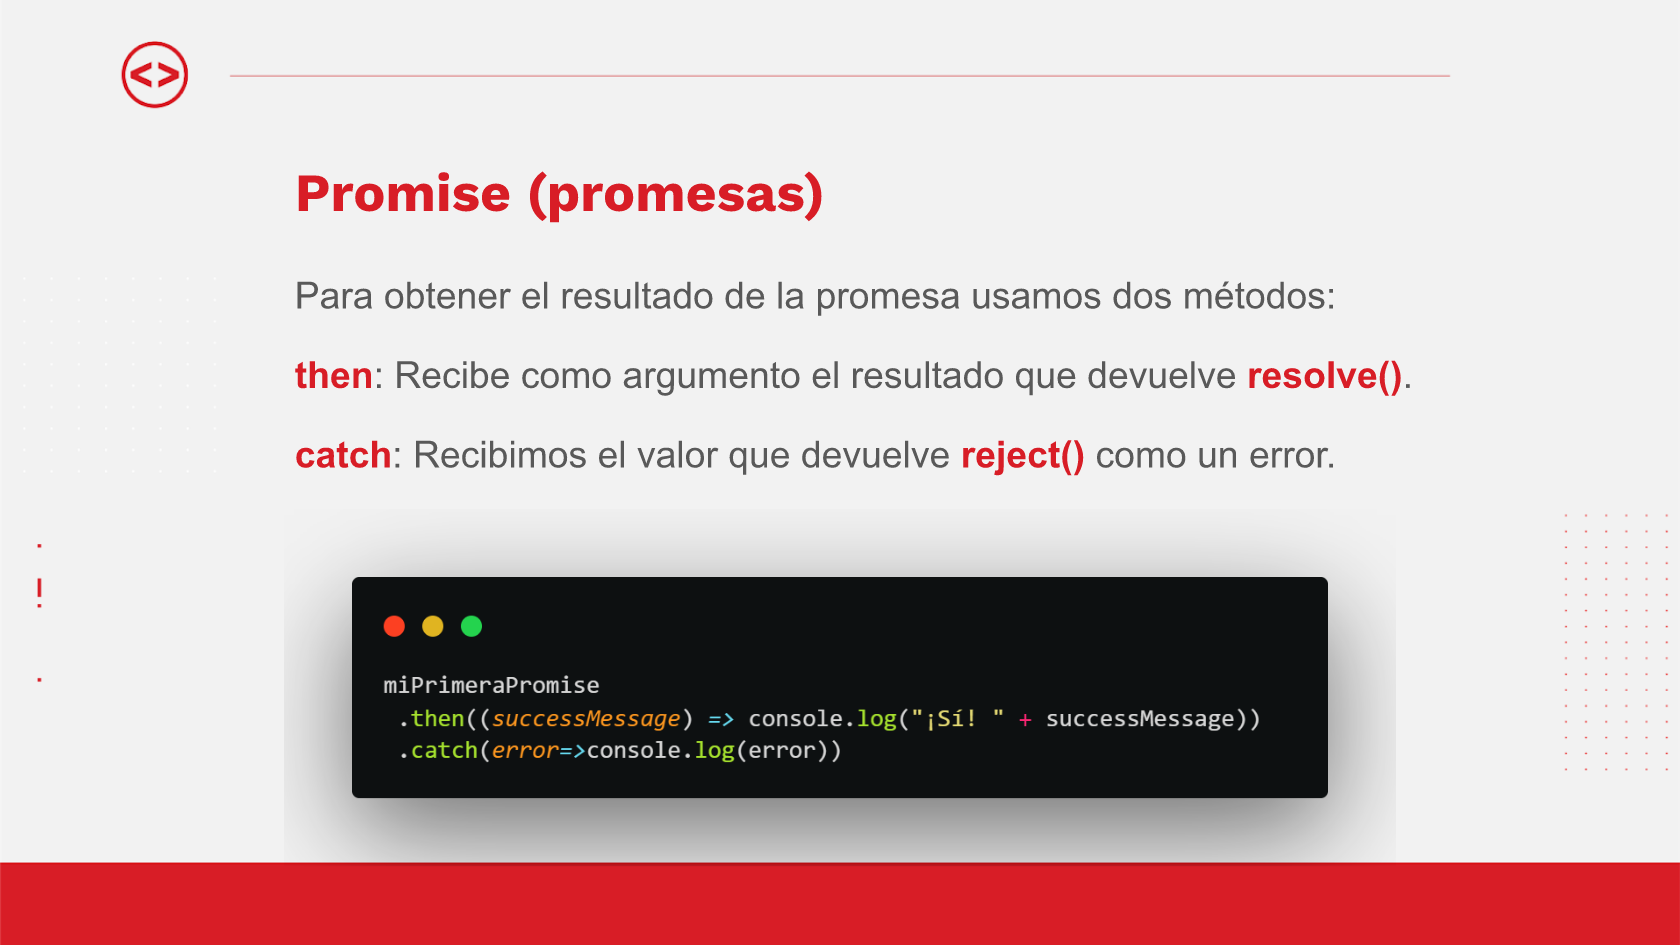 <>
Promise (promesas)
Para obtener el resultado de la promesa usamos dos métodos:
then: Recibe como argumento el resultado que devuelve resolve().
catch: Recibimos el valor que devuelve reject() como un error.
miPrimeraPromise
.then((successMessage) => console.log("¡Sí! " + successMessage))
.catch(error=>console.log(error))